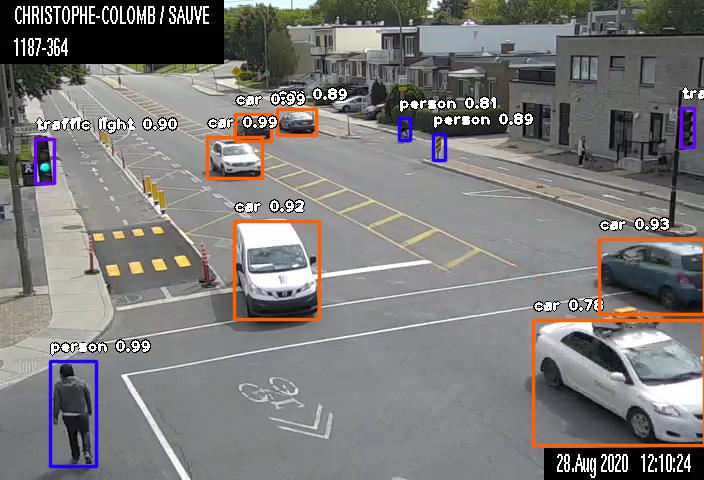 CHRISTOPHE-COLOMB / SAUVE
1187-364
car 0.99
0.89
person 0.81
person 0.89
traffic light 0.90
car 0.99
car 0.92
car 0.93
car 0.78
person 0.99
28.Aug 2020 12:10:24